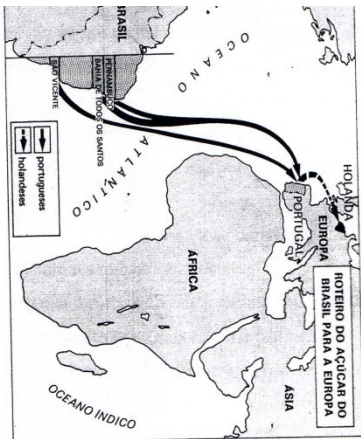 ROTEIRO DO AÇÚCAR DO
BRASIL PARA A EUROPA
HOLANDA
EUROPA
PORTUGAL
ÁSIA
ÁFRICA
OCEANO
ATLÂNTICO
OCEANO ÍNDICO
BRASIL
PERNAMBUCO
BAHIA DE TODOS OS SANTOS
SÃO VICENTE
portugueses
holandeses